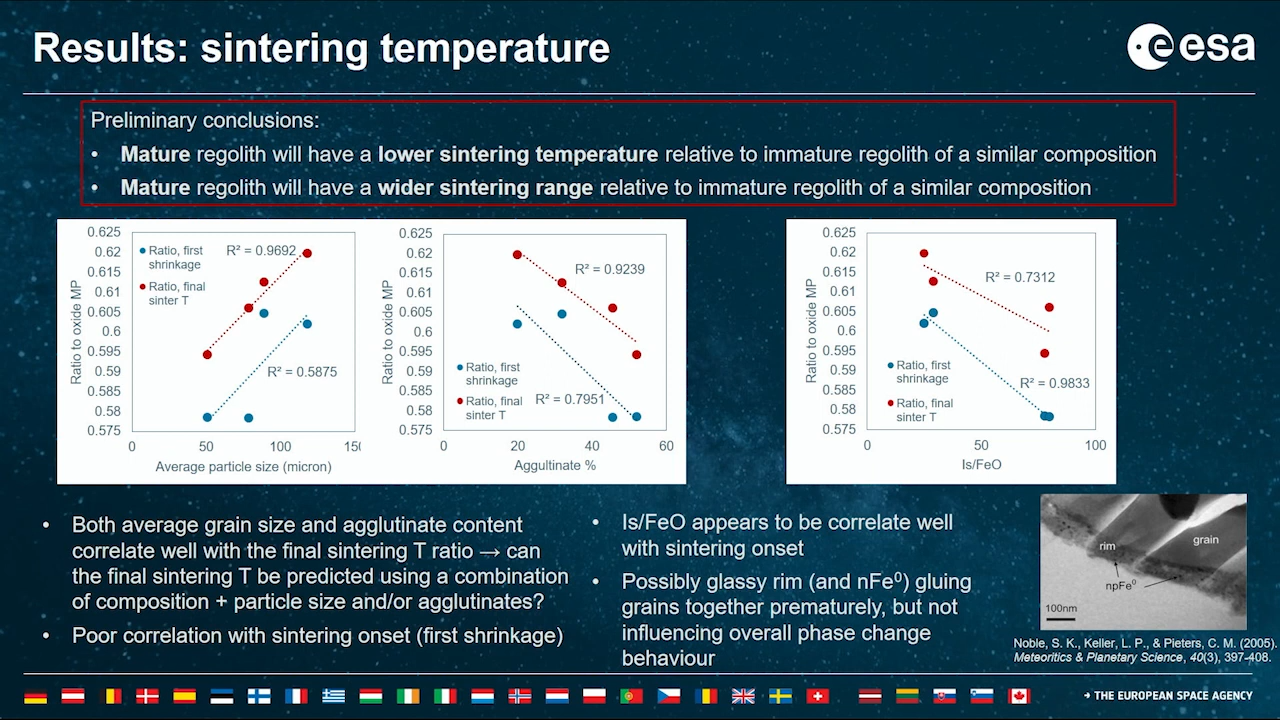 Results: sintering temperature
esa
Preliminary conclusions:
• Mature regolith will have a lower sintering temperature relative to immature regolith of a similar composition
• Mature regolith will have a wider sintering range relative to immature regolith of a similar composition
Ratio to oxide MP
0.625
0.62
0.615
0.61
0.605
0.6
0.595
0.59
0.585
0.58
0.575
Ratio, first
shrinkage
Ratio, final
sinter T
R² = 0.9692
R² = 0.5875
0
50
100
Average particle size (micron)
Ratio to oxide MP
0.625
0.62
0.615
0.61
0.605
0.6
0.595
0.59
0.585
0.58
0.575
R² = 0.9239
Ratio, first
shrinkage
Ratio, final
sinter T
R² = 0.7951
0
20
40
60
Aggultinate %
Ratio to oxide MP
0.625
0.62
0.615
0.61
0.605
0.6
0.595
0.59
0.585
0.58
0.575
R² = 0.7312
Ratio, first
shrinkage
Ratio, final
sinter T
R² = 0.9833
0
50
100
Is/FeO
• Both average grain size and agglutinate content
correlate well with the final sintering T ratio → can
the final sintering T be predicted using a combination
of composition + particle size and/or agglutinates?
• Poor correlation with sintering onset (first shrinkage)
• Is/FeO appears to be correlate well
with sintering onset
• Possibly glassy rim (and nFe⁰) gluing
grains together prematurely, but not
influencing overall phase change
behaviour
rim
grain
npFe⁰
100nm
Noble, S. K., Keller, L. P., & Pieters, C. M. (2005).
Meteoritics & Planetary Science, 40(3), 397-408.
→ THE EUROPEAN SPACE AGENCY